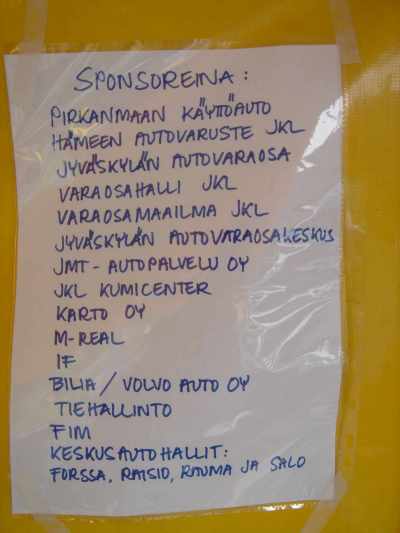 SPONSOREINA:
PIRKANMAAN KÄYTTÖAUTO
HÄMEEN AUTOVARUSTE JKL
JYVÄSKYLÄN AUTOVARAOSA
VARAOSAHALLI JKL
VARAOSAMAAILMA JKL
JYVÄSKYLÄN AUTOVARAOSAKESKUS
JMT-AUTOPALVELU OY
JKL KUMICENTER
KARTO OY
M-REAL
IF
BILIA/VOLVO AUTO OY
TIEHALLINTO
FIM
KESKUSAUTOHALLIT:
FORSSA, RAISIO, RAUMA JA SALO